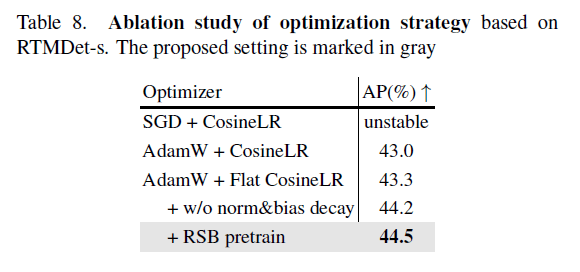 Table 8. Ablation study of optimization strategy based on
RTMDet-s. The proposed setting is marked in gray
Optimizer AP(%) ↑
SGD + CosineLR unstable
AdamW + CosineLR 43.0
AdamW + Flat CosineLR 43.3
+ w/o norm&bias decay 44.2
+ RSB pretrain 44.5